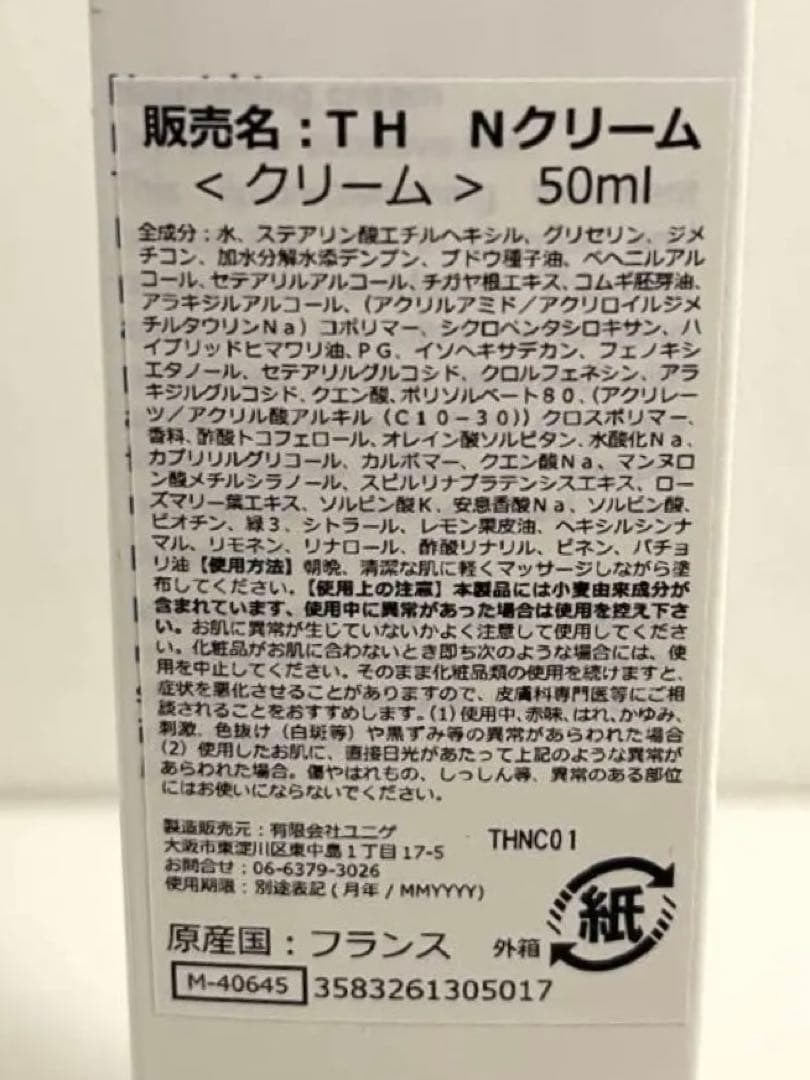 販売名：ＴＨ　Ｎクリーム
＜クリーム＞　50ml
全成分：水、ステアリン酸エチルヘキシル、グリセリン、ジメ
チコン、加水分解水添デンプン、ブドウ種子油、ベヘニルアル
コール、セテアリルアルコール、チガヤ根エキス、コムギ胚芽油、
アラキジルアルコール、（アクリルアミド／アクリロイルジメ
チルタウリンＮａ）コポリマー、シクロペンタシロキサン、ハ
イブリッドヒマワリ油、ＰＧ、イソヘキサデカン、フェノキシ
エタノール、セテアリルグルコシド、クロルフェネシン、アラ
キジルグルコシド、クエン酸、ポリソルベート８０、（アクリレー
ツ／アクリル酸アルキル（Ｃ１０－３０））クロスポリマー、
香料、酢酸トコフェロール、オレイン酸ソルビタン、水酸化Ｎａ、
カプリリルグリコール、カルボマー、クエン酸Ｎａ、マンヌロ
ン酸メチルシラノール、スピルリナプラテンシスエキス、ロー
ズマリー葉エキス、ソルビン酸Ｋ、安息香酸Ｎａ、ソルビン酸、
ビオチン、緑３、シトラール、レモン果皮油、ヘキシルシンナ
マル、リモネン、リナロール、酢酸リナリル、ピネン、パチョ
リ油【使用方法】朝晩、清潔な肌に軽くマッサージしながら塗
布してください。【使用上の注意】本製品には小麦由来成分が
含まれています、使用中に異常があった場合は使用を控え下さ
い。お肌に異常が生じていないかよく注意して使用してくださ
い。化粧品がお肌に合わないとき即ち次のような場合には、使
用を中止してください。そのまま化粧品類の使用を続けますと、
症状を悪化させることがありますので、皮膚科専門医等にご相
談されることをおすすめします。(1)使用中、赤味、はれ、かゆみ、
刺激、色抜け（白斑等）や黒ずみ等の異常があらわれた場合
(2）使用したお肌に、直接日光があたって上記のような異常が
あらわれた場合。傷やはれもの、しっしん等、異常のある部位
にはお使いにならないでください。
製造販売元：有限会社ユニゲ
大阪市東淀川区東中島１丁目17-5
お問合せ：06-6379-3026
使用期限：別途表記(月年/MMYYYY)
THNC01
原産国：フランス
外箱
紙
M-40645
3583261305017